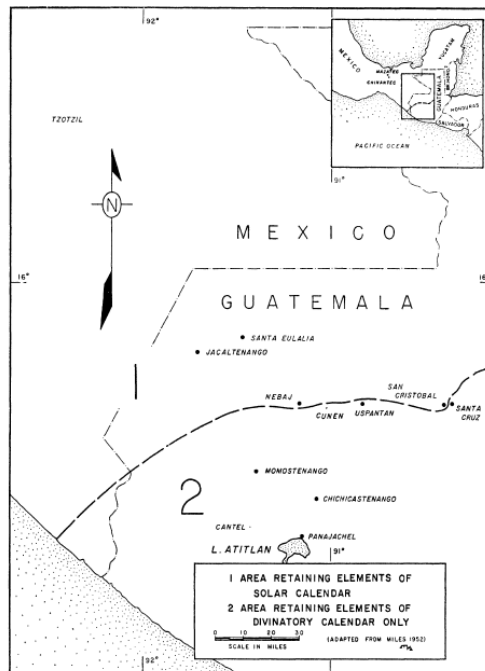 92°
MEXICO
YUCATAN
MAZATEC
CHINANTEC
GUATEMALA
HONDURAS
SALVADOR
PACIFIC OCEAN
TZOTZIL
91°
N
MEXICO
16°
16
GUATEMALA
SANTA EULALIA
JACALTENANGO
1
SAN
CRISTOBAL
NEBAJ
CUNEN
USPANTAN
SANTA
CRUZ
MOMOSTENANGO
2
CHICHICASTENANGO
CANTEL
PANAJACHEL
L. ATITLAN
91°
1 AREA RETAINING ELEMENTS OF
SOLAR CALENDAR
2 AREA RETAINING ELEMENTS OF
DIVINATORY CALENDAR ONLY
0 10 20 30
SCALE IN MILES
(ADAPTED FROM MILES 1952)
92°